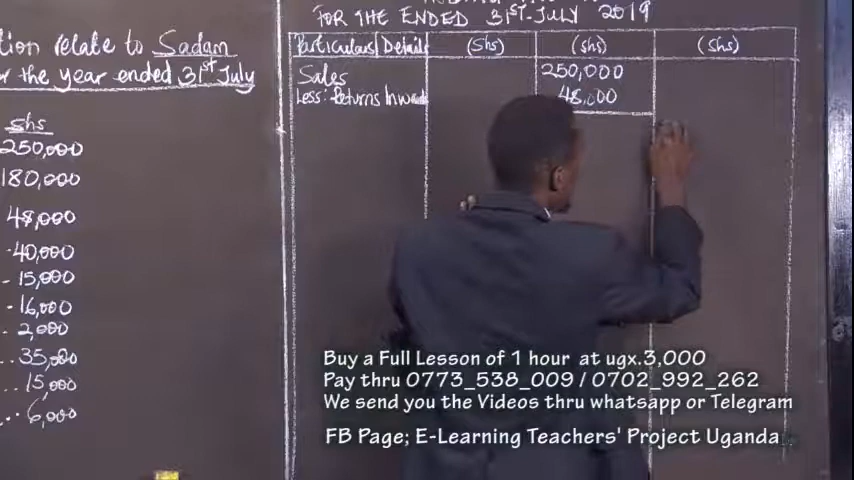 tion relate to Sadam
r the year ended 31st July
shs
250,000
180,000
48,000
40,000
15,000
16,000
2,000
35,000
15,000
6,000
FOR THE ENDED 31ST JULY 2019
Particulars|Details (Shs) (Shs) (Shs)
Sales 250,000
Less: Returns Inward 48,000
Buy a Full Lesson of 1 hour at ugx.3,000
Pay thru 0773_538_009 / 0702_992_262
We send you the Videos thru whatsapp or Telegram
FB Page; E-Learning Teachers' Project Uganda